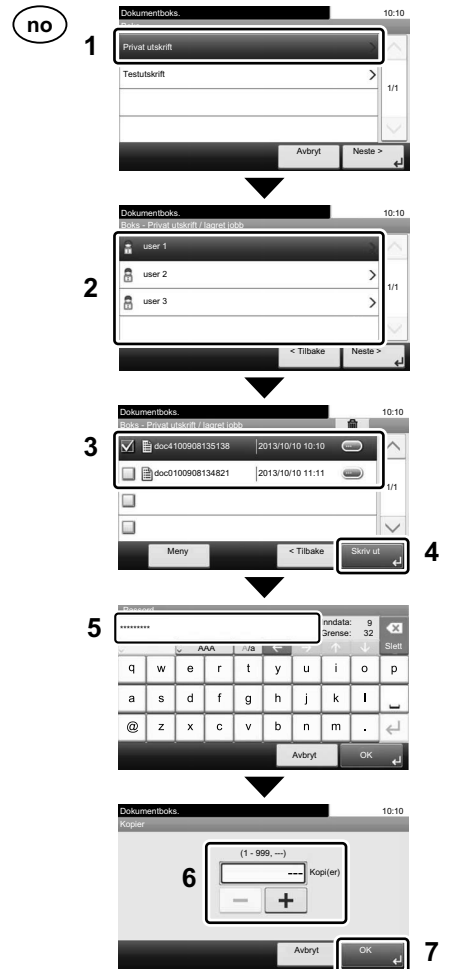 no
Dokumentboks.
10:10
Boks
1
Privat utskrift
Testutskrift
1/1
Avbryt
Neste >
Dokumentboks.
10:10
Boks - Privat utskrift / lagret jobb
user 1
2
user 2
1/1
user 3
< Tilbake
Neste >
Dokumentboks.
10:10
Boks - Privat utskrift / lagret jobb
3
doc4100908135138 2013/10/10 10:10
doc0100908134821 2013/10/10 11:11
1/1
Meny
< Tilbake
Skriv ut
4
Passord
5
********* 
Inndata: 9
Grense: 32
Slett
AAA A/a
q w e r t y u i o p
a s d f g h j k l
@ z x c v b n m .
Avbryt
OK
Dokumentboks.
10:10
Kopier
6
(1 - 999, ---)
--- Kopi(er)
Avbryt
OK
7